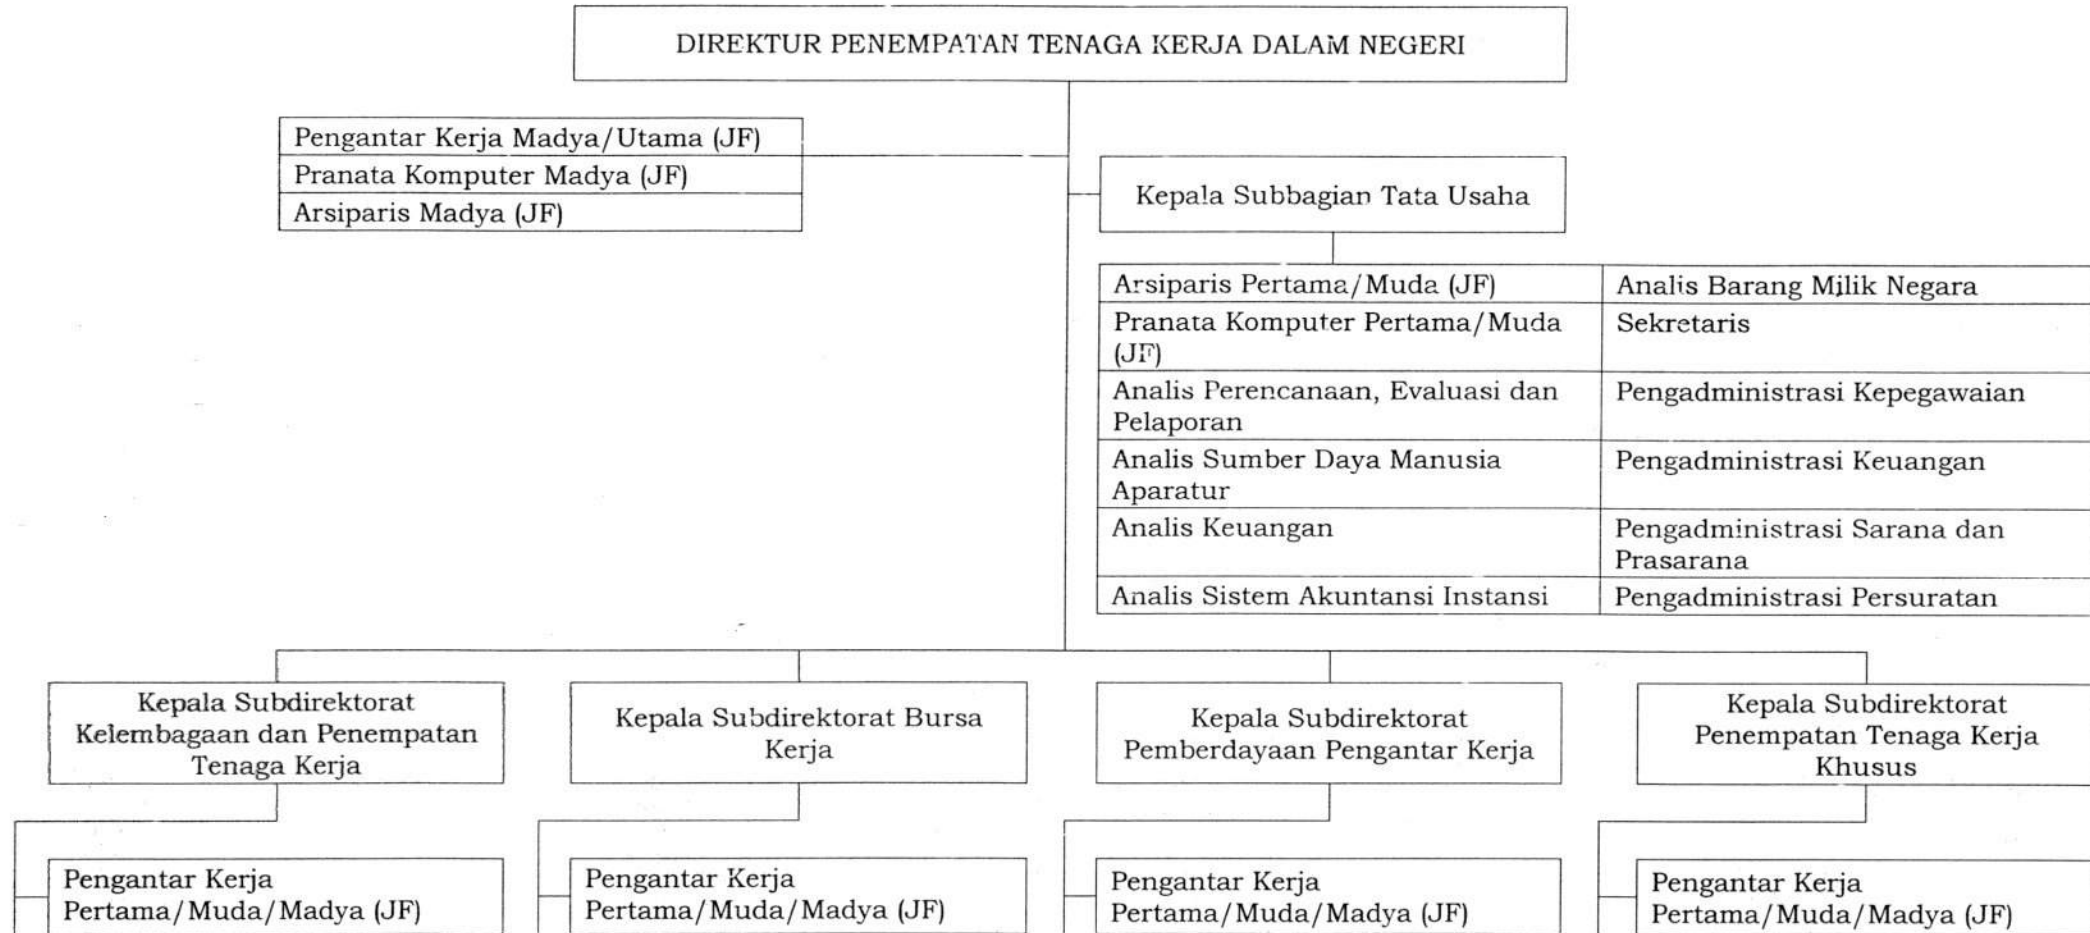 DIREKTUR PENEMPATAN TENAGA KERJA DALAM NEGERI
Pengantar Kerja Madya/Utama (JF)
Pranata Komputer Madya (JF)
Arsiparis Madya (JF)
Kepala Subbagian Tata Usaha
Arsiparis Pertama/Muda (JF)
Analis Barang Milik Negara
Pranata Komputer Pertama/Muda
(JF)
Sekretaris
Analis Perencanaan, Evaluasi dan
Pelaporan
Pengadministrasi Kepegawaian
Analis Sumber Daya Manusia
Aparatur
Pengadministrasi Keuangan
Analis Keuangan
Pengadministrasi Sarana dan
Prasarana
Analis Sistem Akuntansi Instansi
Pengadministrasi Persuratan
Kepala Subdirektorat
Kelembagaan dan Penempatan
Tenaga Kerja
Kepala Subdirektorat Bursa
Kerja
Kepala Subdirektorat
Pemberdayaan Pengantar Kerja
Kepala Subdirektorat
Penempatan Tenaga Kerja
Khusus
Pengantar Kerja
Pertama/Muda/Madya (JF)
Pengantar Kerja
Pertama/Muda/Madya (JF)
Pengantar Kerja
Pertama/Muda/Madya (JF)
Pengantar Kerja
Pertama/Muda/Madya (JF)